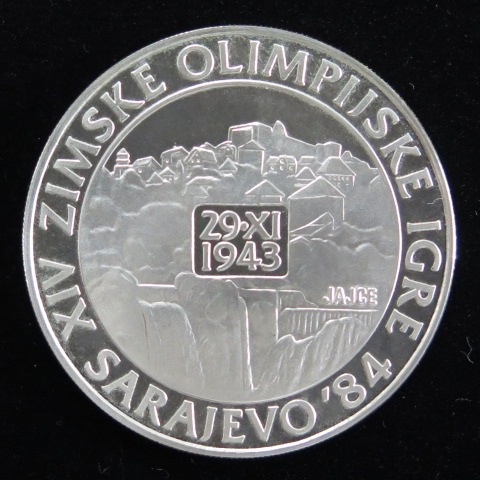 XIV ZIMSKE OLIMPIJSKE IGRE
SARAJEVO '84
29·XI
1943
JAJCE